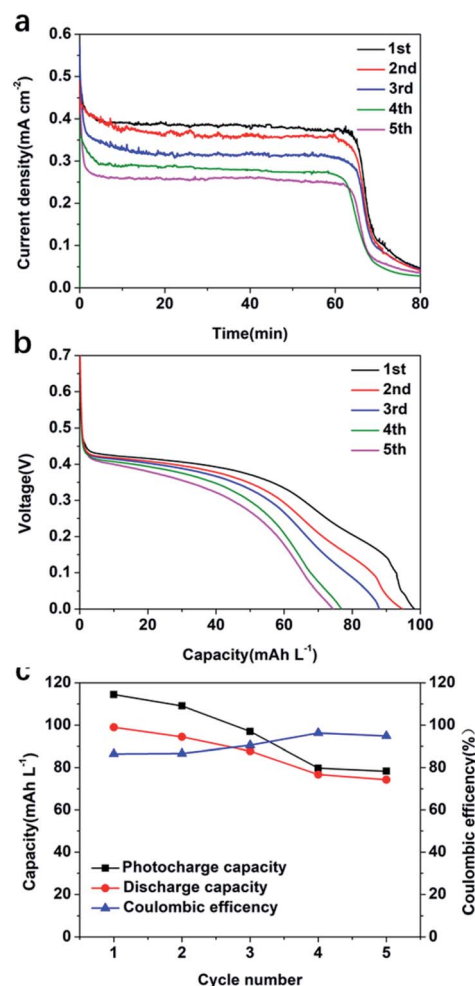 a
0.6
0.5
0.4
0.3
0.2
0.1
0.0
Current density(mA cm-2)
1st
2nd
3rd
4th
5th
0 20 40 60 80
Time(min)
b
0.7
0.6
0.5
0.4
0.3
0.2
0.1
0.0
Voltage(V)
1st
2nd
3rd
4th
5th
0 20 40 60 80 100
Capacity(mAh L-1)
c
120
100
80
60
40
20
0
Capacity(mAh L-1)
Photocharge capacity
Discharge capacity
Coulombic efficency
120
100
80
60
40
20
0
Coulombic efficency(%)
1 2 3 4 5
Cycle number